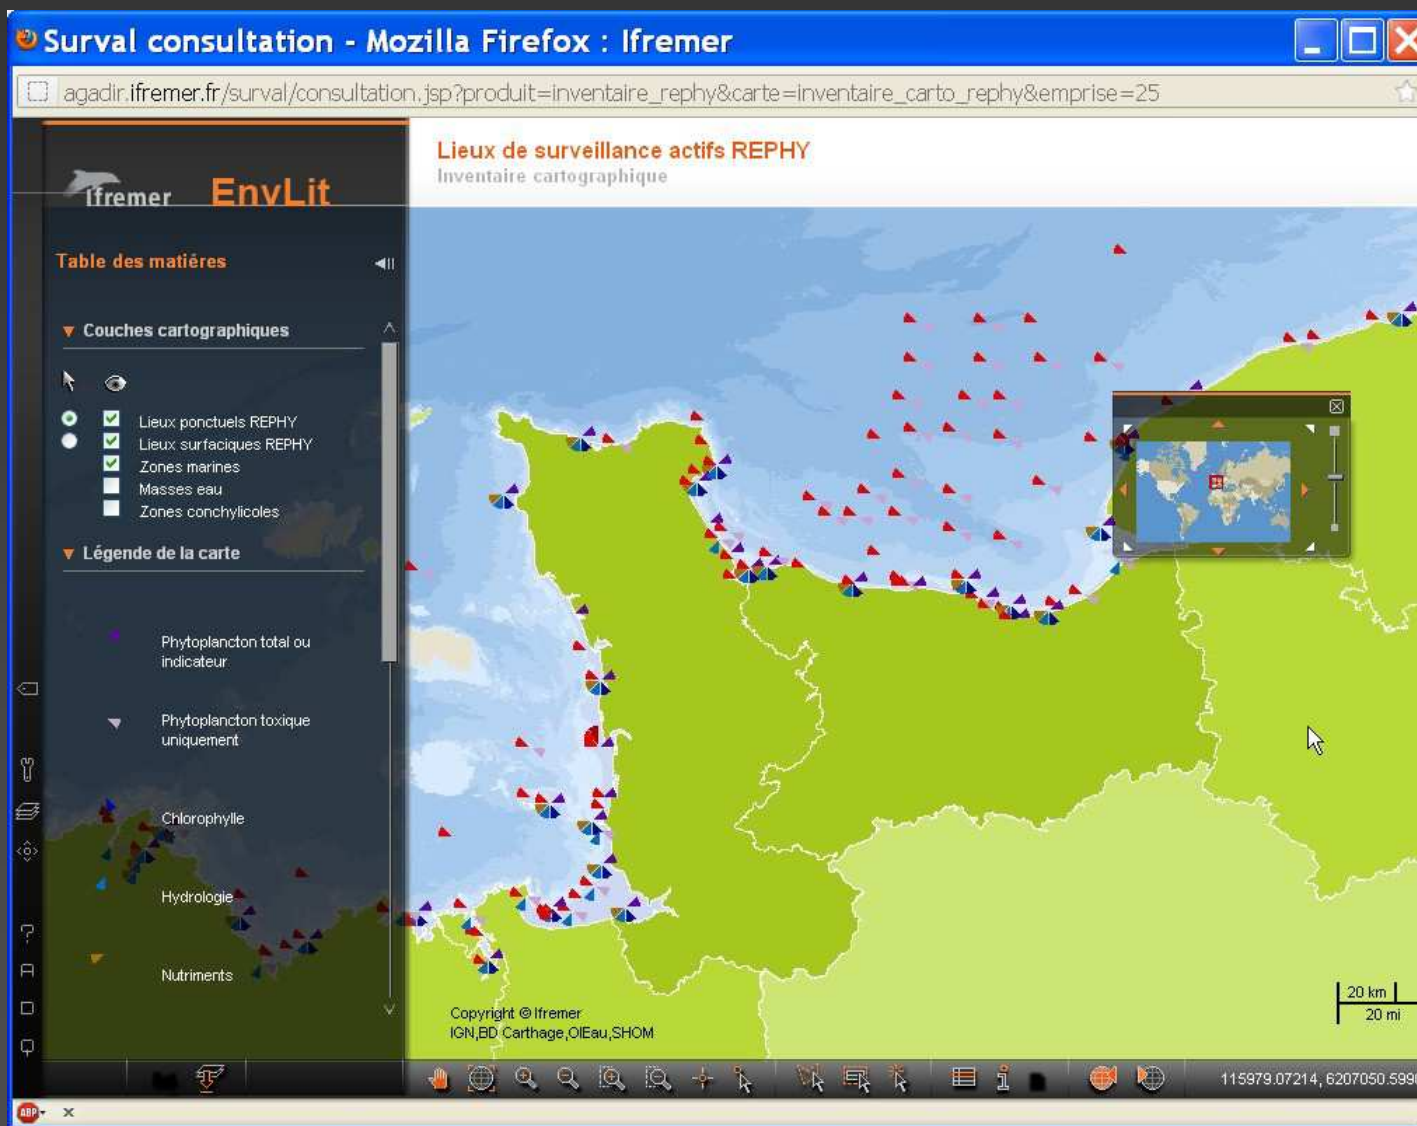 Surval consultation - Mozilla Firefox : Ifremer
agadir.ifremer.fr/surval/consultation.jsp?produit=inventaire_rephy&carte=inventaire_carto_rephy&emprise=25
Lieux de surveillance actifs REPHY
Inventaire cartographique
Ifremer EnvLit
Table des matiéres
Couches cartographiques
Lieux ponctuels REPHY
Lieux surfaciques REPHY
Zones marines
Masses eau
Zones conchylicoles
Légende de la carte
Phytoplancton total ou
indicateur
Phytoplancton toxique
uniquement
Chlorophylle
Hydrologie
Nutriments
Copyright © Ifremer
IGN,BD Carthage,OIEau,SHOM
20 km
20 mi
115979.07214, 6207050.599
ABP